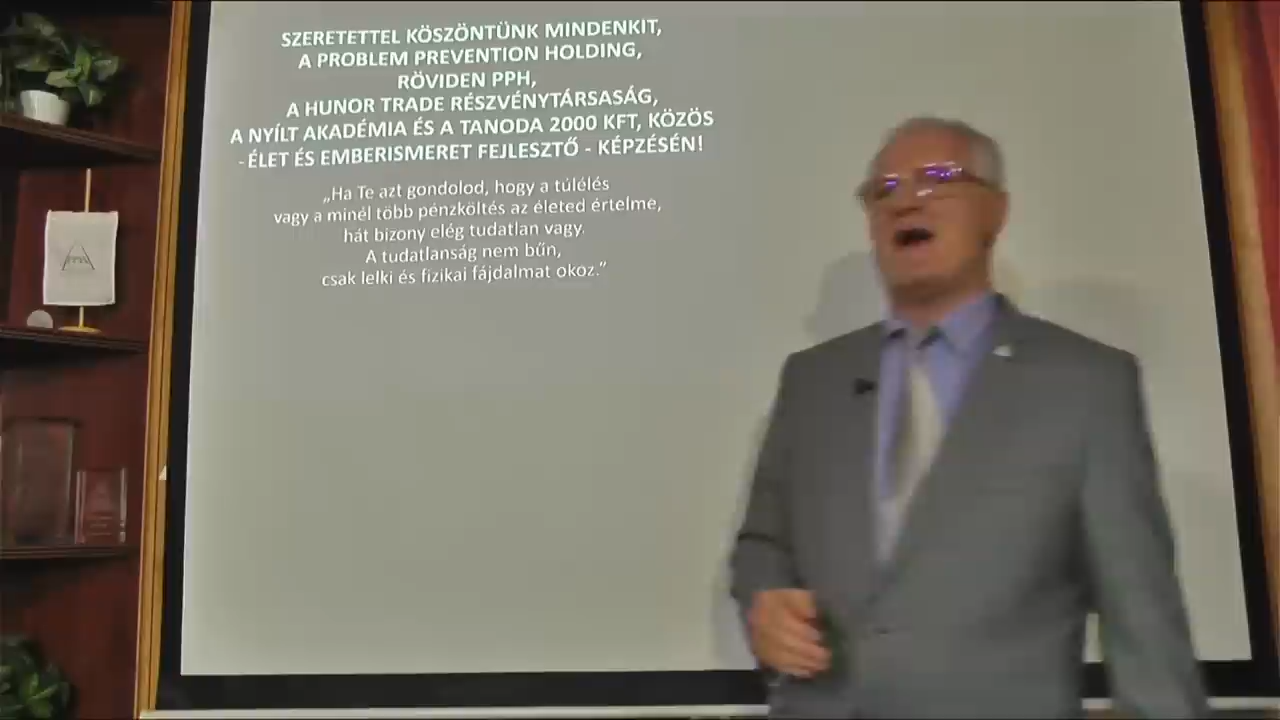 SZERETETTEL KÖSZÖNTÜNK MINDENKIT,
A PROBLEM PREVENTION HOLDING,
RÖVIDEN PPH,
A HUNOR TRADE RÉSZVÉNYTÁRSASÁG,
A NYÍLT AKADÉMIA ÉS A TANODA 2000 KFT, KÖZÖS
- ÉLET ÉS EMBERISMERET FEJLESZTŐ - KÉPZÉSÉN!
„Ha Te azt gondolod, hogy a túlélés
vagy a minél több pénzköltés az életed értelme,
hát bizony elég tudatlan vagy.
A tudatlanság nem bűn,
csak lelki és fizikai fájdalmat okoz.”